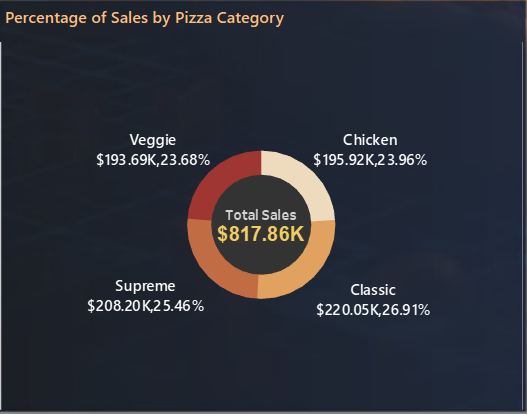 Percentage of Sales by Pizza Category
Veggie
$193.69K,23.68%
Chicken
$195.92K,23.96%
Total Sales
$817.86K
Supreme
$208.20K,25.46%
Classic
$220.05K,26.91%